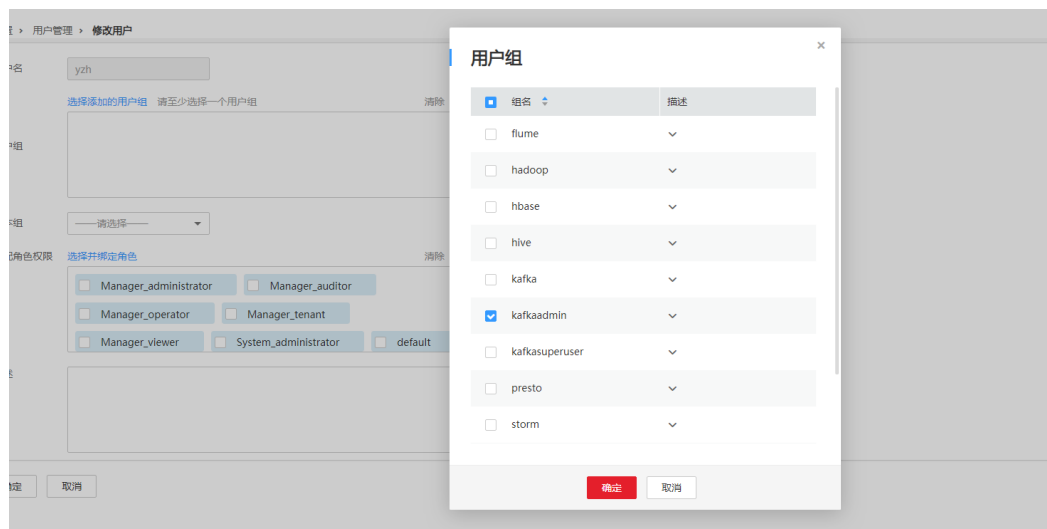 用户管理 › 修改用户
户名
yzh
选择添加的用户组 请至少选择一个用户组 清除
户组
——请选择——
配角色权限 选择并绑定角色 清除
Manager_administrator Manager_auditor
Manager_operator Manager_tenant
Manager_viewer System_administrator default
确定 取消
用户组
×
组名 描述
flume
hadoop
hbase
hive
kafka
kafkaadmin
kafkasuperuser
presto
storm
确定 取消